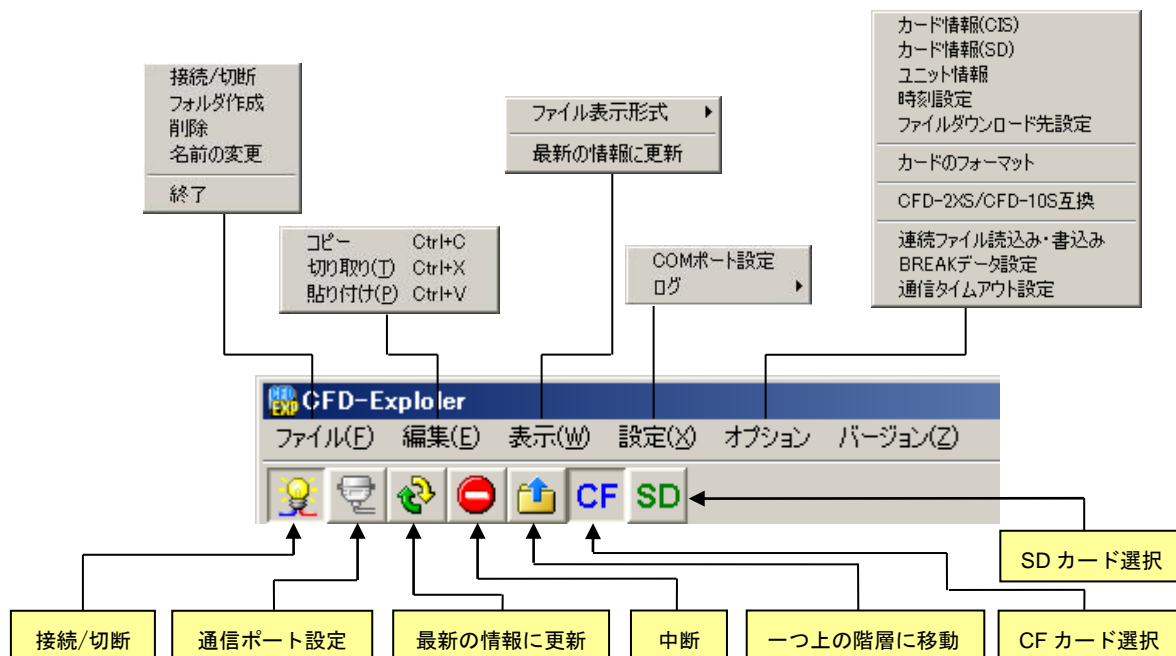 カード情報(CIS)
カード情報(SD)
ユニット情報
時刻設定
ファイルダウンロード先設定
カードのフォーマット
CFD-2XS/CFD-10S互換
連続ファイル読込み・書込み
BREAKデータ設定
通信タイムアウト設定
接続/切断
フォルダ作成
削除
名前の変更
終了
ファイル表示形式
最新の情報に更新
コピー Ctrl+C
切り取り(T) Ctrl+X
貼り付け(P) Ctrl+V
COMポート設定
ログ
CFD EXP CFD-Exploler
ファイル(F) 編集(E) 表示(W) 設定(X) オプション バージョン(Z)
CF SD
SD カード選択
接続/切断 通信ポート設定 最新の情報に更新 中断 一つ上の階層に移動 CF カード選択